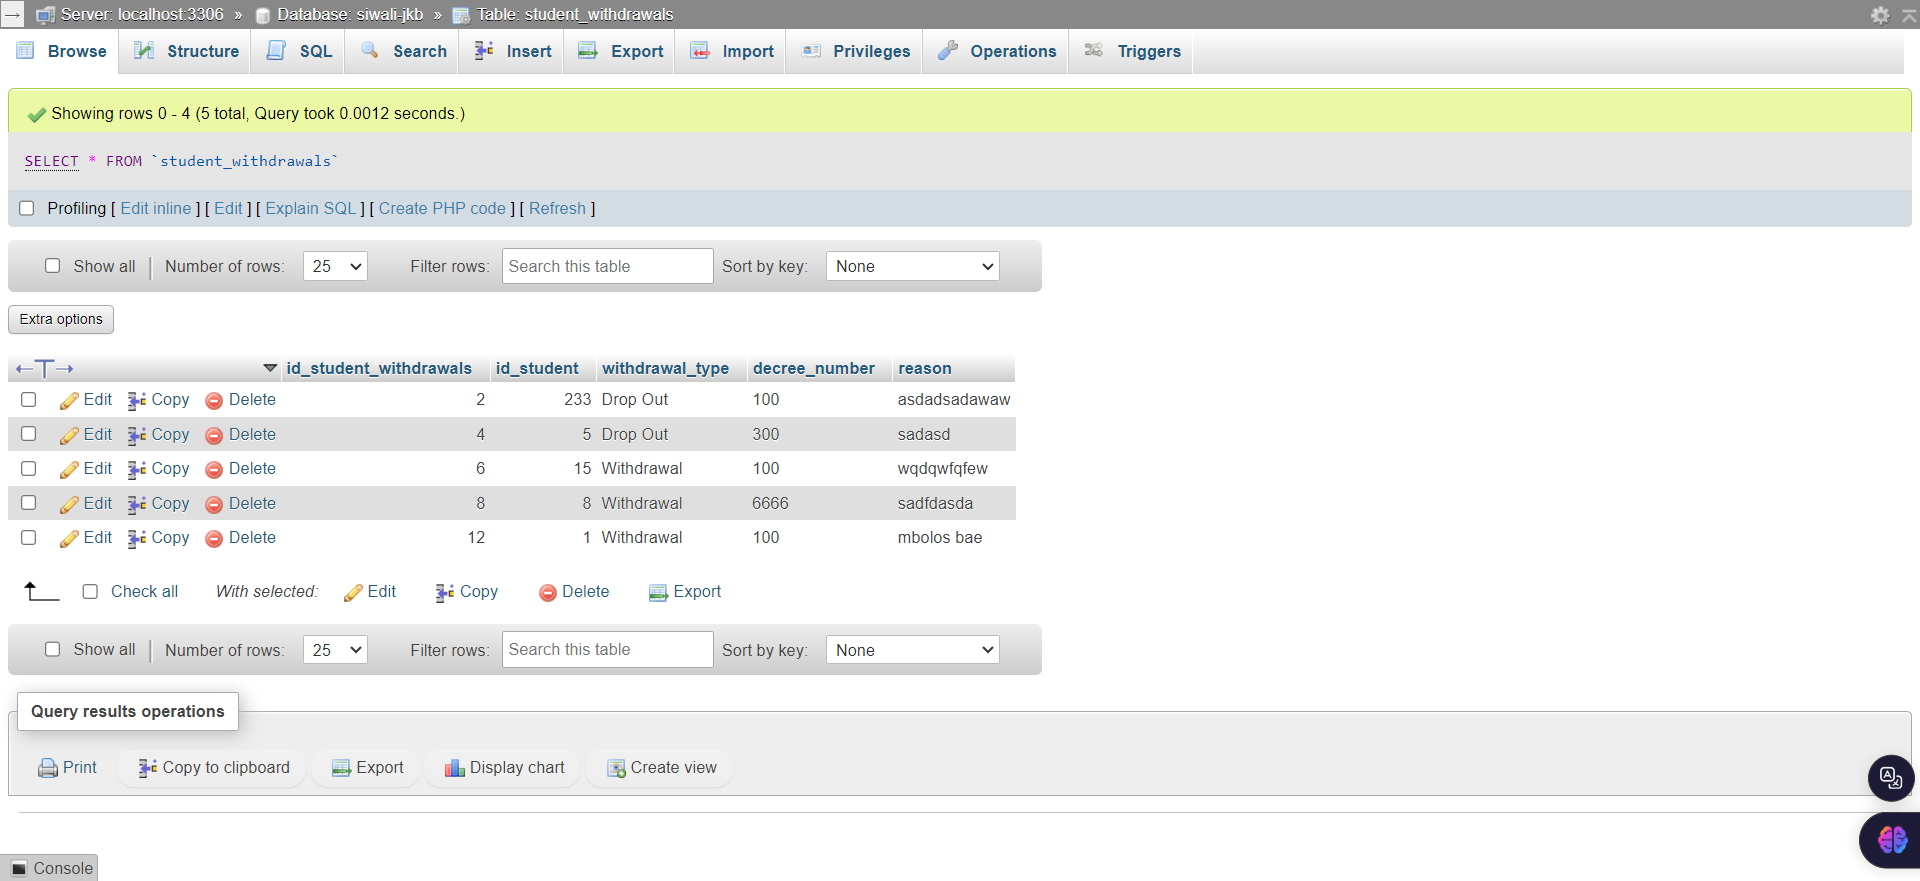 Server: localhost:3306 » Database: siwali-jkb » Table: student_withdrawals
Browse Structure SQL Search Insert Export Import Privileges Operations Triggers
Showing rows 0 - 4 (5 total, Query took 0.0012 seconds.)
SELECT * FROM `student_withdrawals`
Profiling [ Edit inline ] [ Edit ] [ Explain SQL ] [ Create PHP code ] [ Refresh ]
Show all Number of rows: 25 Filter rows: Search this table Sort by key: None
Extra options
id_student_withdrawals id_student withdrawal_type decree_number reason
Edit Copy Delete 2 233 Drop Out 100 asdadsadawaw
Edit Copy Delete 4 5 Drop Out 300 sadasd
Edit Copy Delete 6 15 Withdrawal 100 wqdqwfqfew
Edit Copy Delete 8 8 Withdrawal 6666 sadfdasda
Edit Copy Delete 12 1 Withdrawal 100 mbolos bae
Check all With selected: Edit Copy Delete Export
Show all Number of rows: 25 Filter rows: Search this table Sort by key: None
Query results operations
Print Copy to clipboard Export Display chart Create view
Console